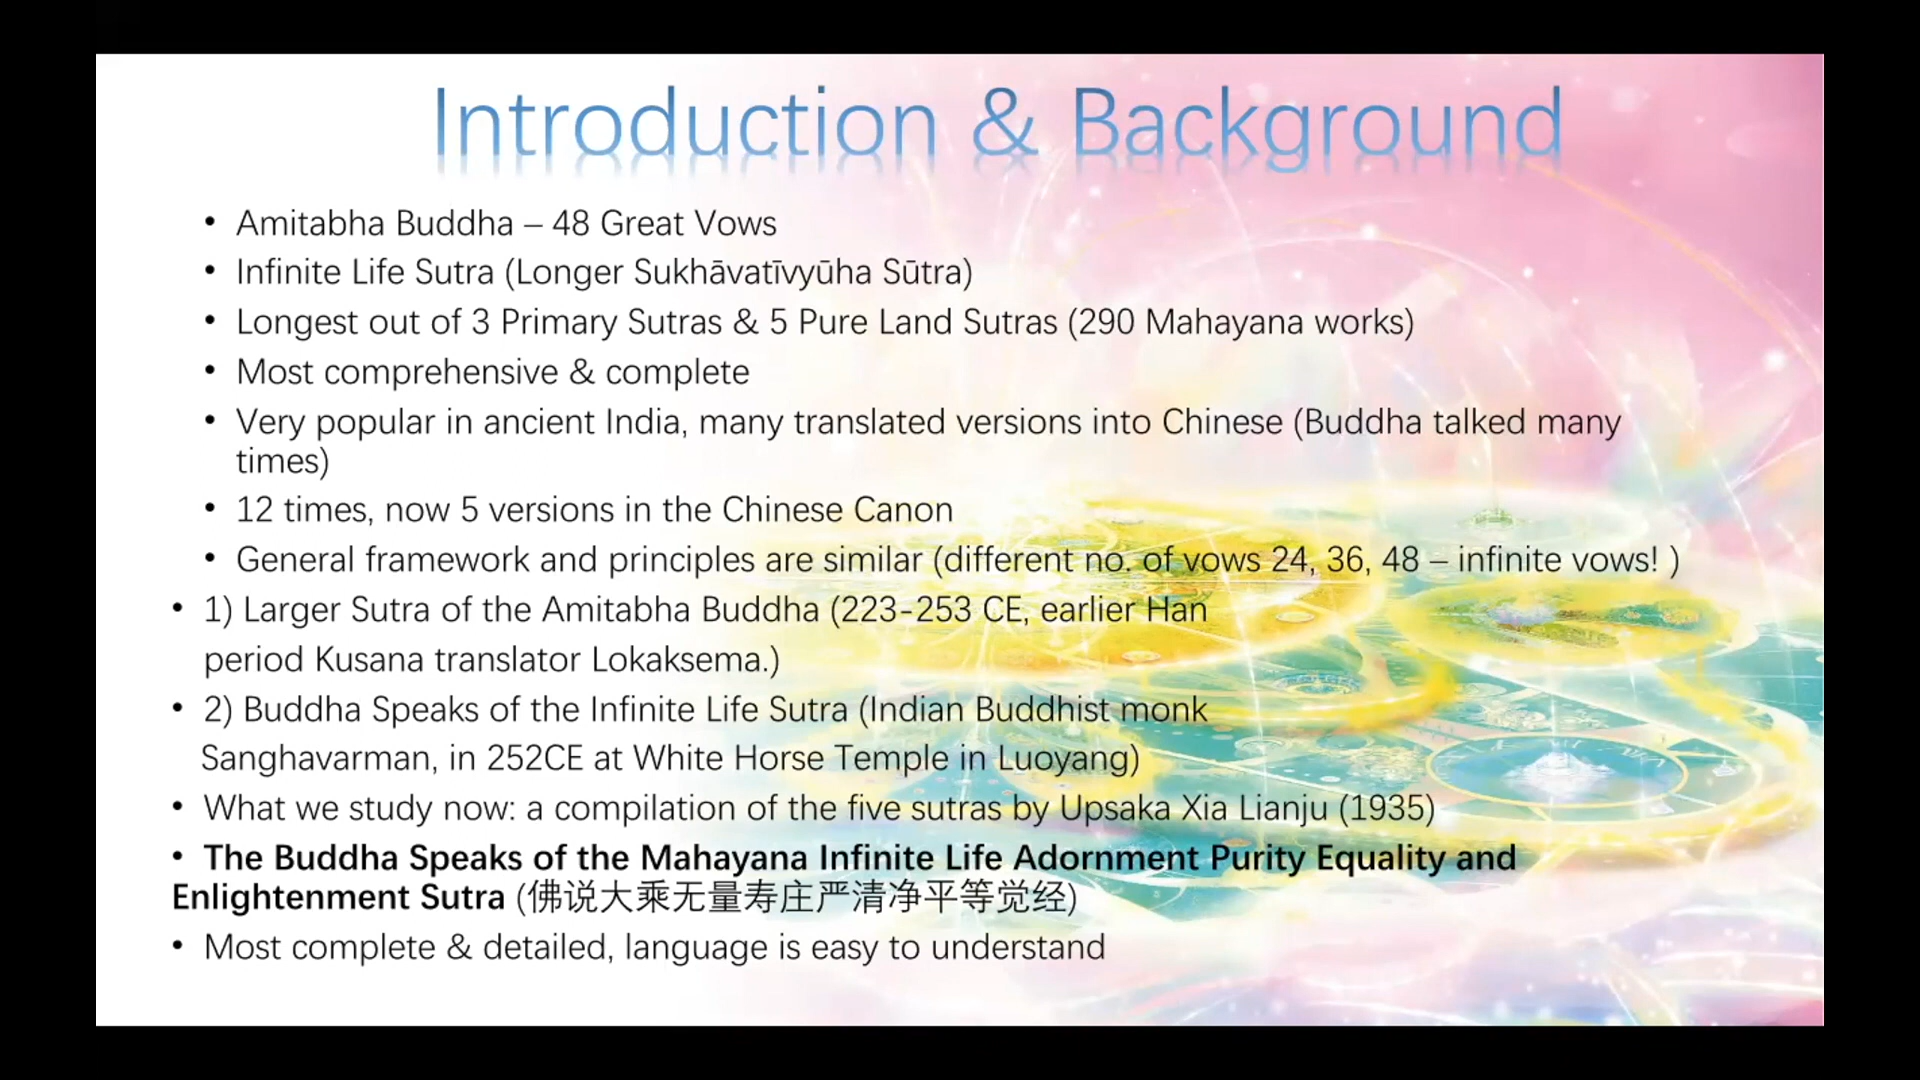 Introduction & Background
• Amitabha Buddha – 48 Great Vows
• Infinite Life Sutra (Longer Sukhāvatīvyūha Sūtra)
• Longest out of 3 Primary Sutras & 5 Pure Land Sutras (290 Mahayana works)
• Most comprehensive & complete
• Very popular in ancient India, many translated versions into Chinese (Buddha talked many
times)
• 12 times, now 5 versions in the Chinese Canon
• General framework and principles are similar (different no. of vows 24, 36, 48 – infinite vows! )
• 1) Larger Sutra of the Amitabha Buddha (223-253 CE, earlier Han
period Kusana translator Lokaksema.)
• 2) Buddha Speaks of the Infinite Life Sutra (Indian Buddhist monk
Sanghavarman, in 252CE at White Horse Temple in Luoyang)
• What we study now: a compilation of the five sutras by Upsaka Xia Lianju (1935)
• The Buddha Speaks of the Mahayana Infinite Life Adornment Purity Equality and
Enlightenment Sutra (佛说大乘无量寿庄严清净平等觉经)
• Most complete & detailed, language is easy to understand